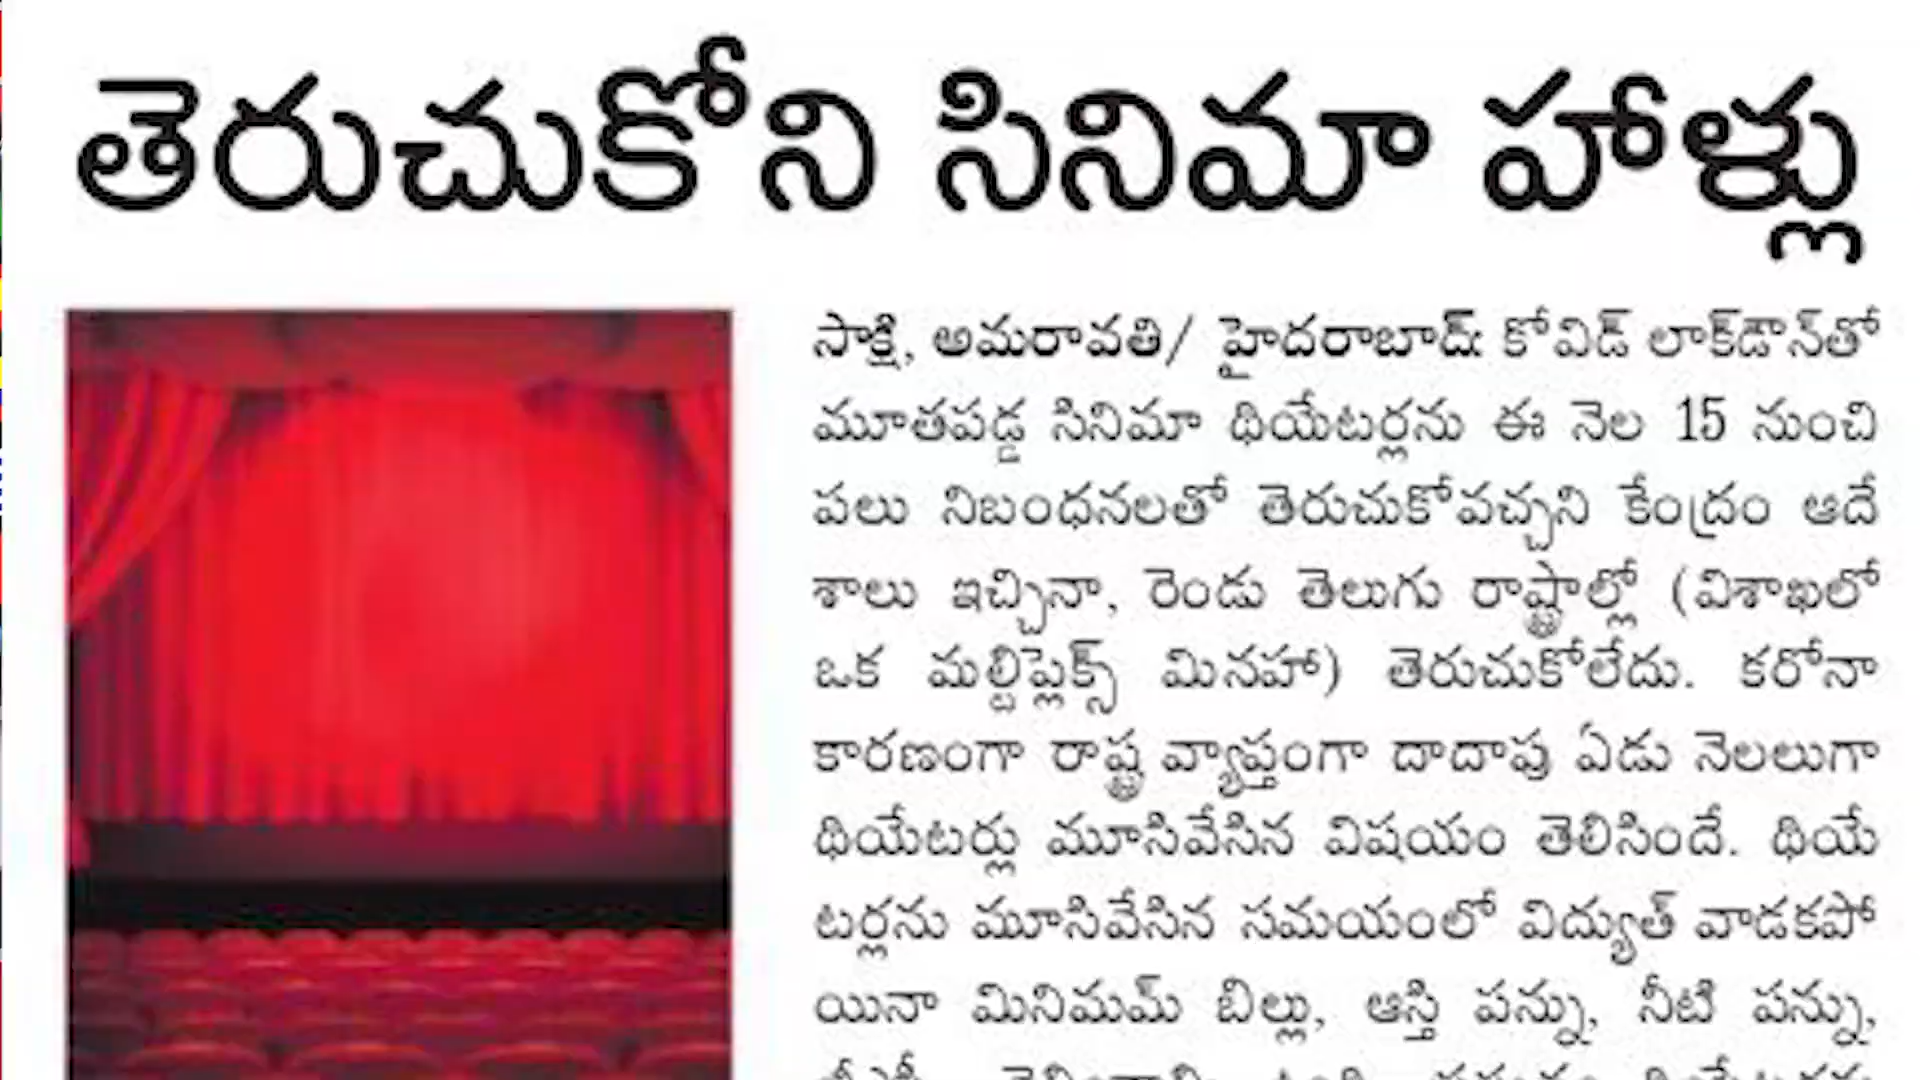 తెరుచుకోని సినిమా హాళ్లు
సాక్షి, అమరావతి/ హైదరాబాద్: కోవిడ్ లాక్‌డౌన్‌తో
మూతపడ్డ సినిమా థియేటర్లను ఈ నెల 15 నుంచి
పలు నిబంధనలతో తెరుచుకోవచ్చని కేంద్రం ఆదే
శాలు ఇచ్చినా, రెండు తెలుగు రాష్ట్రాల్లో (విశాఖలో
ఒక మల్టిప్లెక్స్ మినహా) తెరుచుకోలేదు. కరోనా
కారణంగా రాష్ట్ర వ్యాప్తంగా దాదాపు ఏడు నెలలుగా
థియేటర్లు మూసివేసిన విషయం తెలిసిందే. థియే
టర్లను మూసివేసిన సమయంలో విద్యుత్ వాడకపో
యినా మినిమమ్ బిల్లు, ఆస్తి పన్ను, నీటి పన్ను,